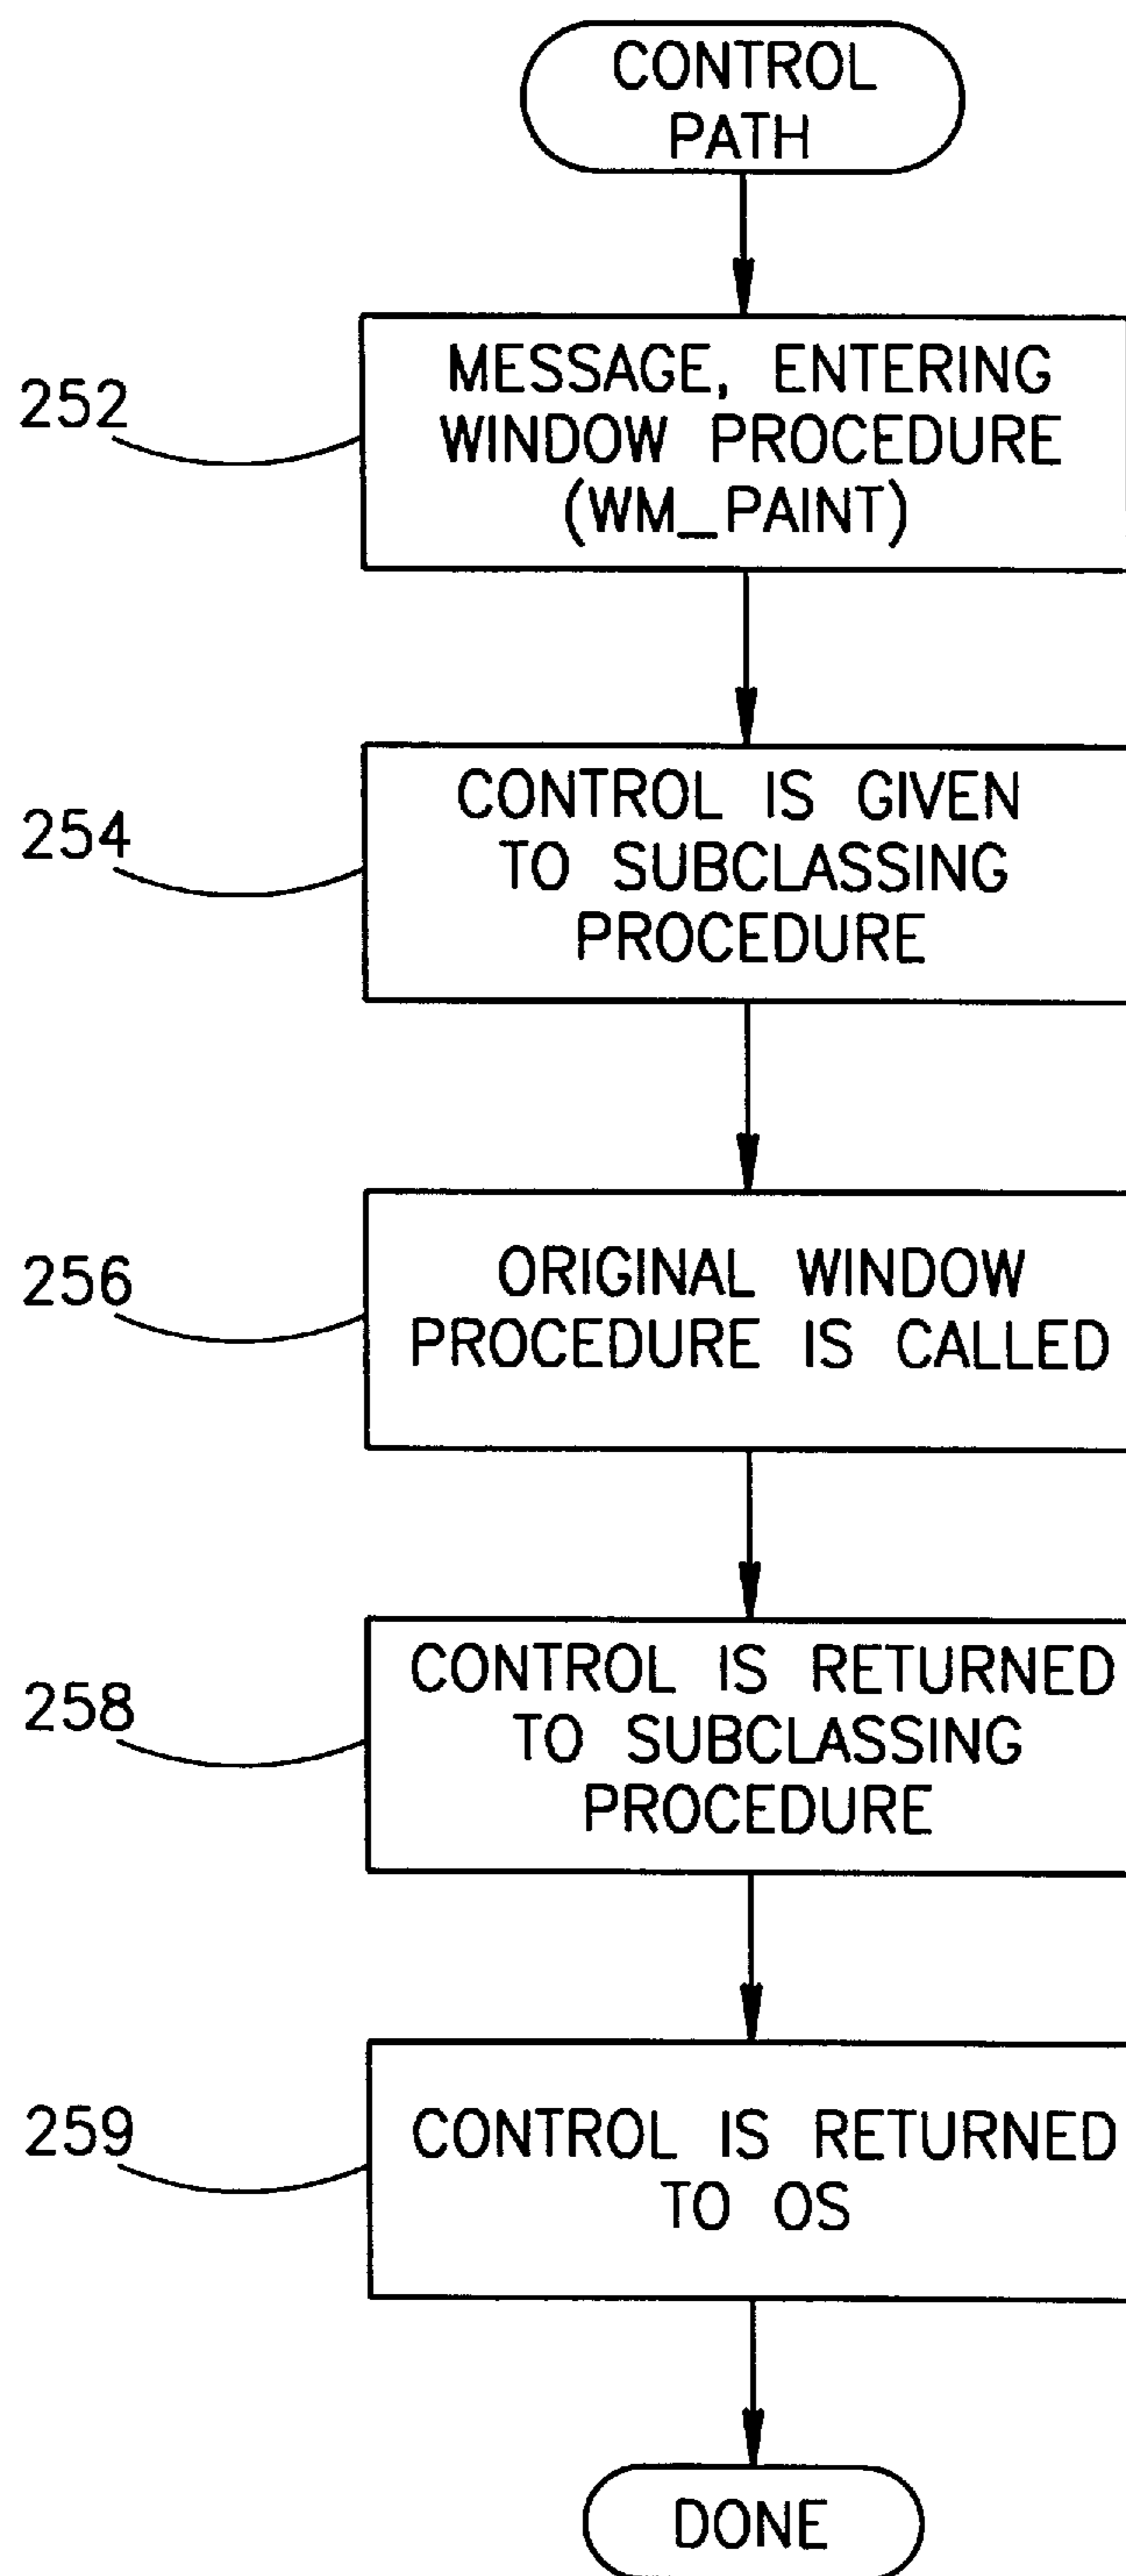 CONTROL
PATH
252
MESSAGE, ENTERING
WINDOW PROCEDURE
(WM_PAINT)
254
CONTROL IS GIVEN
TO SUBCLASSING
PROCEDURE
256
ORIGINAL WINDOW
PROCEDURE IS CALLED
258
CONTROL IS RETURNED
TO SUBCLASSING
PROCEDURE
259
CONTROL IS RETURNED
TO OS
DONE